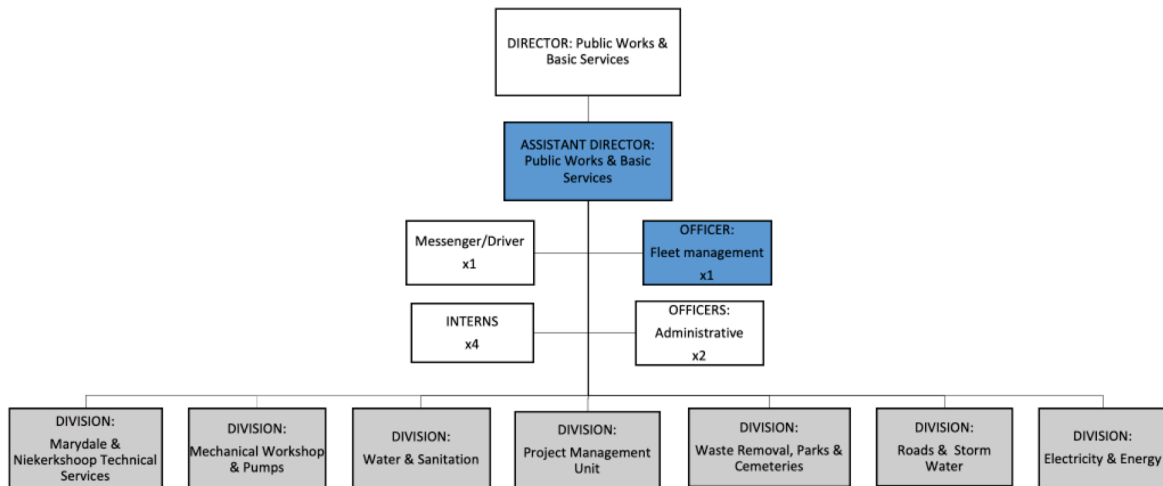 DIRECTOR: Public Works &
Basic Services
ASSISTANT DIRECTOR:
Public Works & Basic
Services
Messenger/Driver
x1
OFFICER:
Fleet management
x1
INTERNS
x4
OFFICERS:
Administrative
x2
DIVISION:
Marydale &
Niekerkshoop Technical
Services
DIVISION:
Mechanical Workshop
& Pumps
DIVISION:
Water & Sanitation
DIVISION:
Project Management
Unit
DIVISION:
Waste Removal, Parks &
Cemeteries
DIVISION:
Roads & Storm
Water
DIVISION:
Electricity & Energy